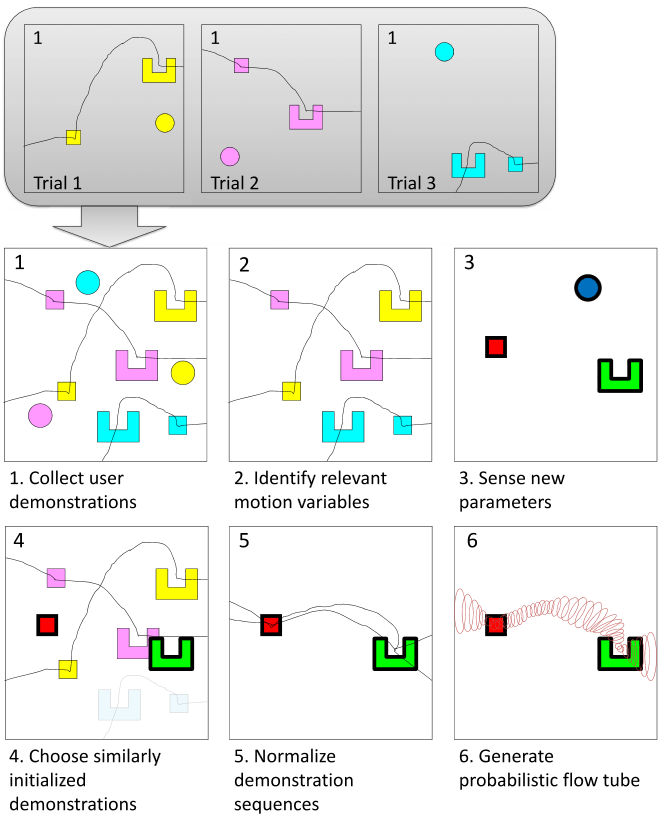 1
1
1
Trial 1
Trial 2
Trial 3
1
2
3
1. Collect user
demonstrations
2. Identify relevant
motion variables
3. Sense new
parameters
4
5
6
4. Choose similarly
initialized
demonstrations
5. Normalize
demonstration
sequences
6. Generate
probabilistic flow tube